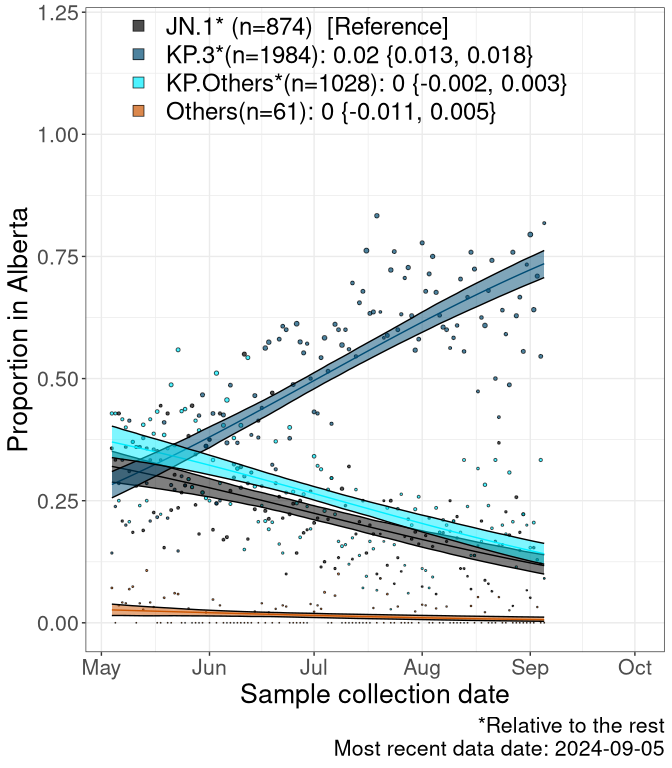 JN.1* (n=874) [Reference]
KP.3*(n=1984): 0.02 {0.013, 0.018}
KP.Others*(n=1028): 0 {-0.002, 0.003}
Others(n=61): 0 {-0.011, 0.005}
Proportion in Alberta
1.25
1.00
0.75
0.50
0.25
0.00
May Jun Jul Aug Sep Oct
Sample collection date
*Relative to the rest
Most recent data date: 2024-09-05